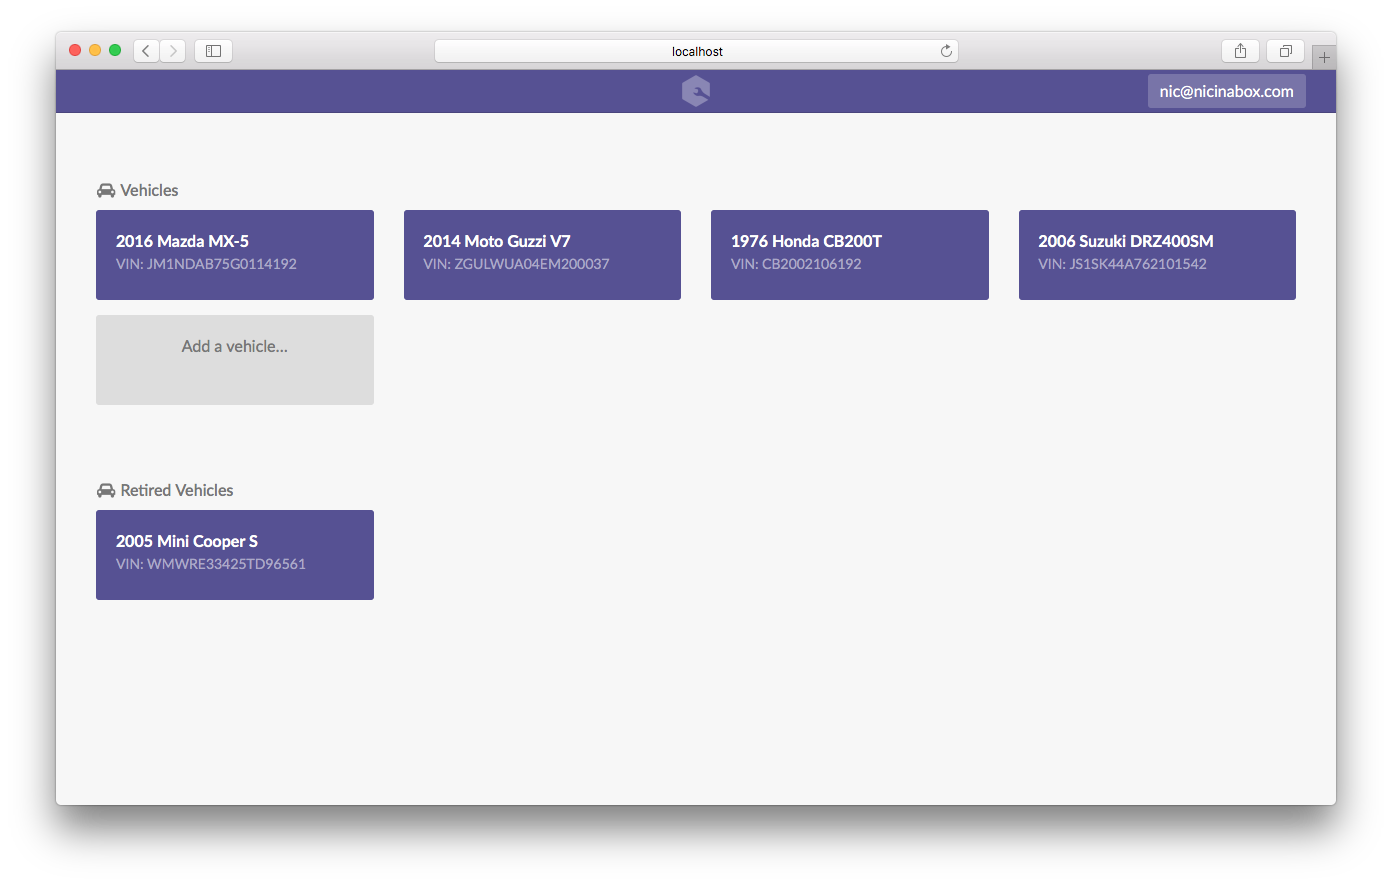 localhost
nic@nicinabox.com
Vehicles
2016 Mazda MX-5
VIN: JM1NDAB75G0114192
2014 Moto Guzzi V7
VIN: ZGULWUA04EM200037
1976 Honda CB200T
VIN: CB2002106192
2006 Suzuki DRZ400SM
VIN: JS1SK44A762101542
Add a vehicle...
Retired Vehicles
2005 Mini Cooper S
VIN: WMWRE33425TD96561